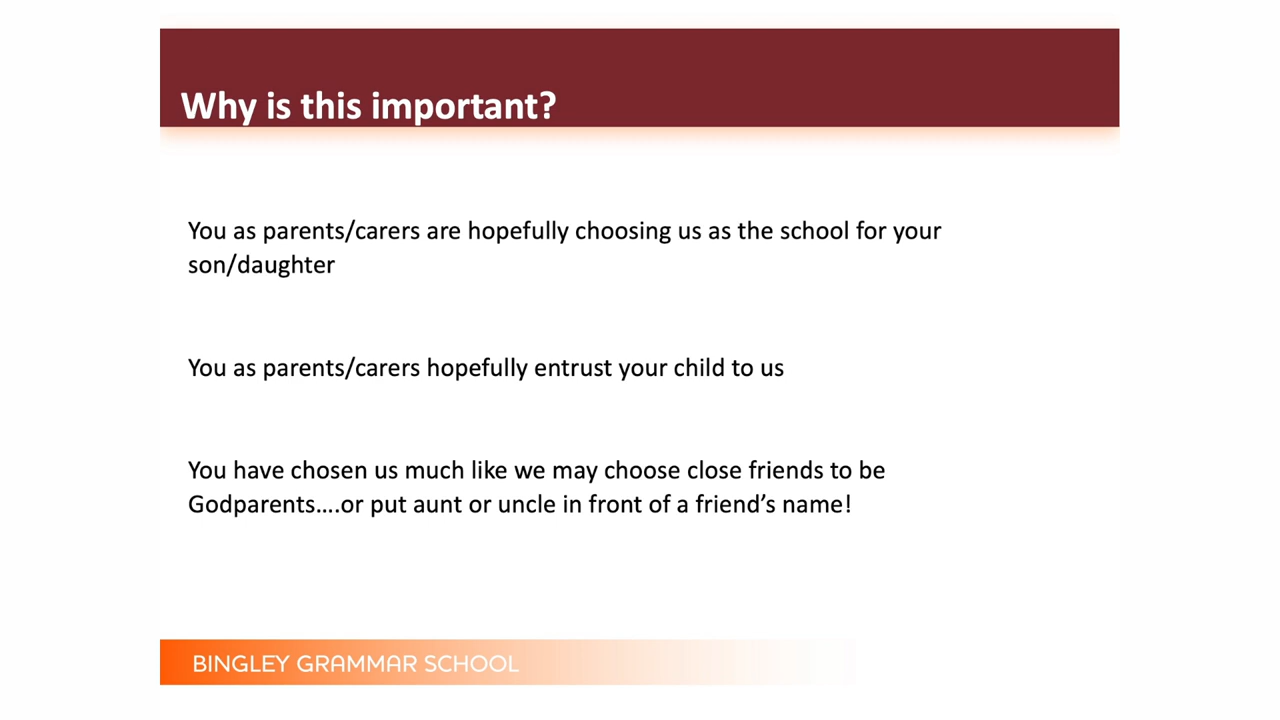 Why is this important?
You as parents/carers are hopefully choosing us as the school for your
son/daughter
You as parents/carers hopefully entrust your child to us
You have chosen us much like we may choose close friends to be
Godparents….or put aunt or uncle in front of a friend’s name!
BINGLEY GRAMMAR SCHOOL